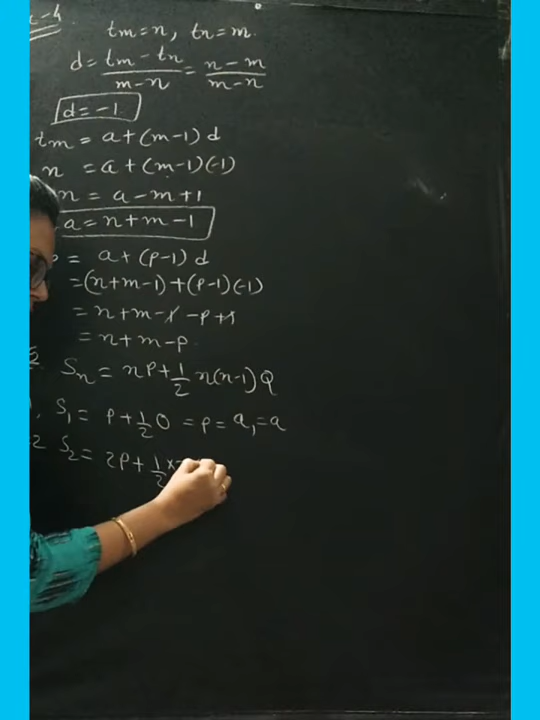 tm = n, tn = m.
d = (tm - tn)/(m - n) = (n - m)/(m - n)
d = -1
tm = a + (m-1) d
n = a + (m-1)(-1)
n = a - m + 1
a = n + m - 1
= a + (p-1) d
= (n+m-1) + (p-1)(-1)
= n + m - 1 - p + 1
= n + m - p.
Sn = nP + 1/2 n(n-1) Q
S1 = P + 1/2 0 = P = a1 = a
2 S2 = 2P + 1/2 ×